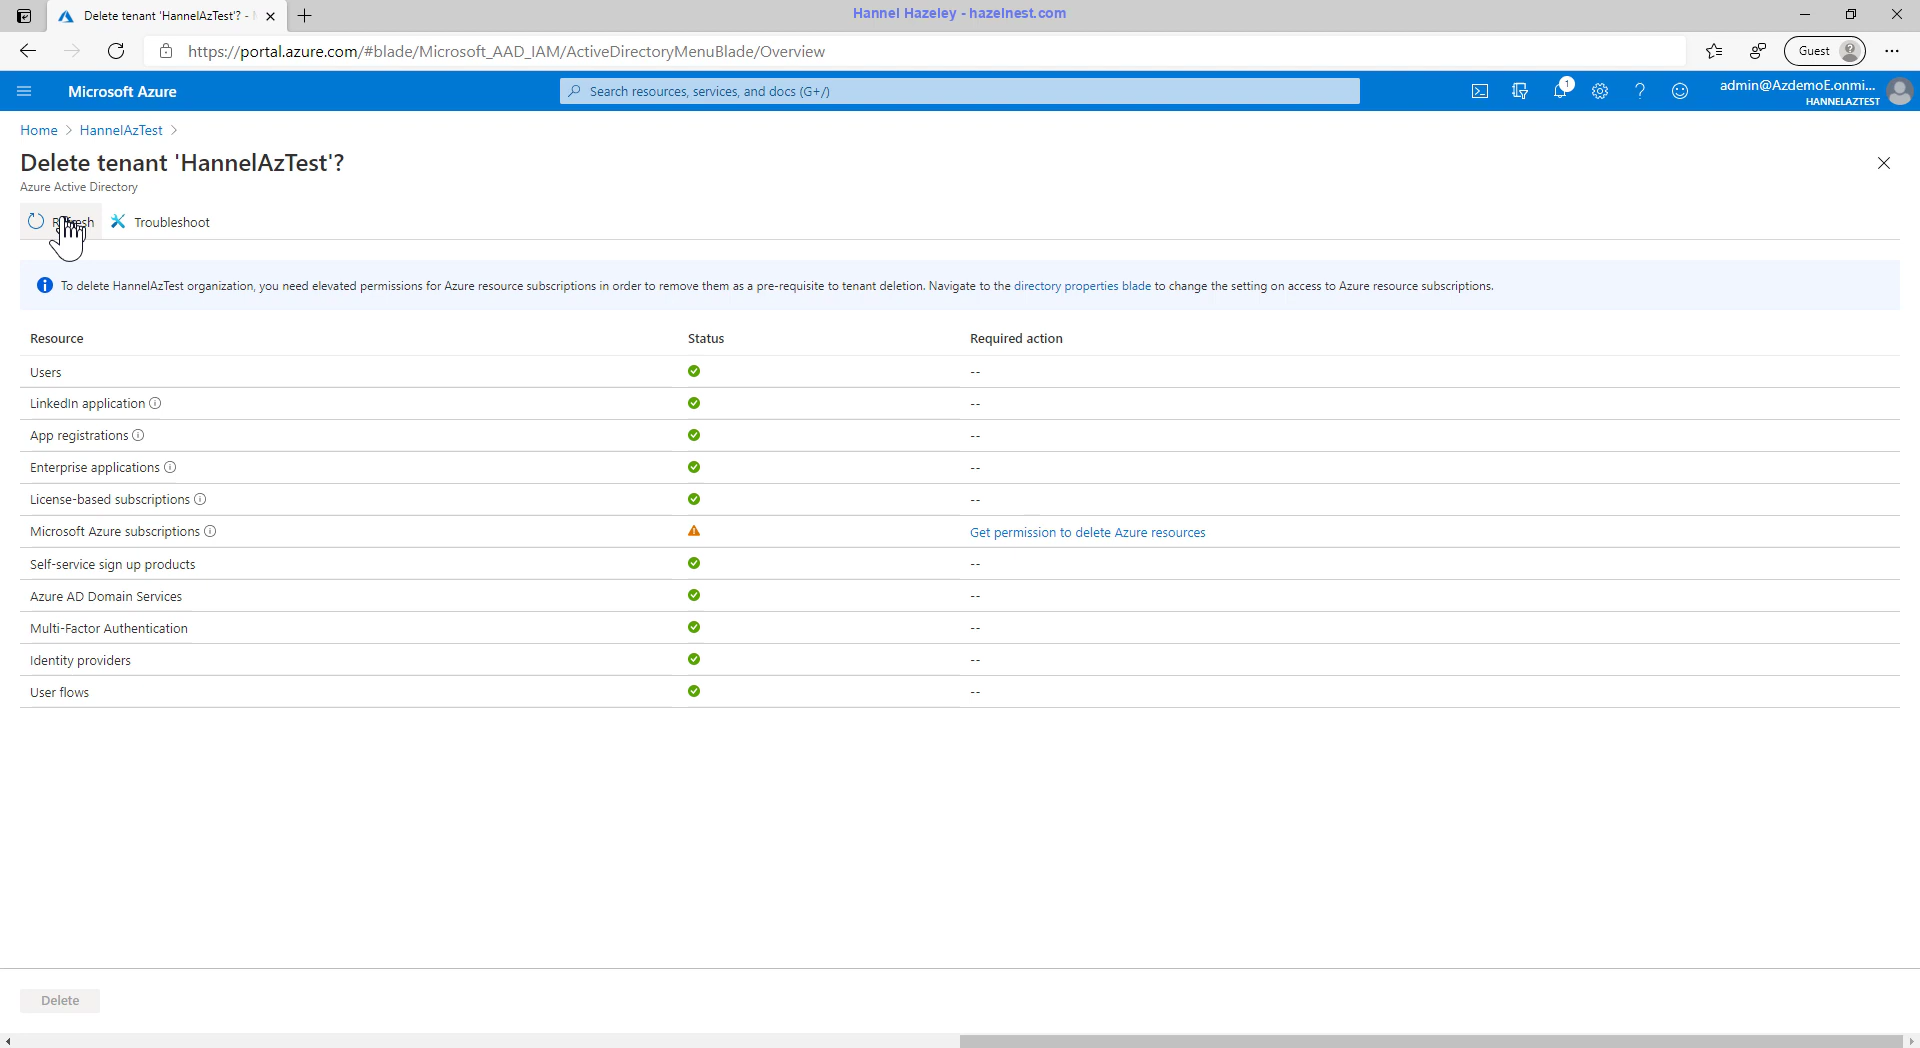 Delete tenant 'HannelAzTest'? -
Hannel Hazeley - hazelnest.com
https://portal.azure.com/#blade/Microsoft_AAD_IAM/ActiveDirectoryMenuBlade/Overview
Guest
Microsoft Azure
Search resources, services, and docs (G+/)
1
admin@AzdemoE.onmi...
HANNELAZTEST
Home > HannelAzTest >
Delete tenant 'HannelAzTest'?
Azure Active Directory
Refresh
Troubleshoot
To delete HannelAzTest organization, you need elevated permissions for Azure resource subscriptions in order to remove them as a pre-requisite to tenant deletion. Navigate to the directory properties blade to change the setting on access to Azure resource subscriptions.
Resource Status Required action
Users --
LinkedIn application --
App registrations --
Enterprise applications --
License-based subscriptions --
Microsoft Azure subscriptions Get permission to delete Azure resources
Self-service sign up products --
Azure AD Domain Services --
Multi-Factor Authentication --
Identity providers --
User flows --
Delete